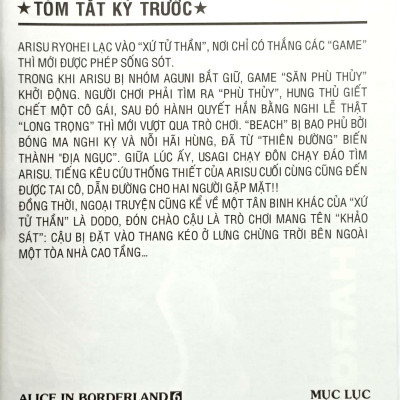 ★TÓM TẮT KỲ TRƯỚC★
ARISU RYOHEI LẠC VÀO “XỨ TỬ THẦN”, NƠI CHỈ CÓ THẮNG CÁC “GAME”
THÌ MỚI ĐƯỢC PHÉP SỐNG SÓT.
TRONG KHI ARISU BỊ NHÓM AGUNI BẮT GIỮ, GAME “SĂN PHÙ THỦY”
KHỞI ĐỘNG. NGƯỜI CHƠI PHẢI TÌM RA “PHÙ THỦY”, HUNG THỦ GIẾT
CHẾT MỘT CÔ GÁI, SAU ĐÓ HÀNH QUYẾT HẮN BẰNG NGHI LỄ THẬT
“LONG TRỌNG” THÌ MỚI VƯỢT QUA TRÒ CHƠI. “BEACH” BỊ BAO PHỦ BỞI
BÓNG MA NGHI KỴ VÀ NỖI HÃI HÙNG, ĐÃ TỪ “THIÊN ĐƯỜNG” BIẾN
THÀNH “ĐỊA NGỤC”. GIỮA LÚC ẤY, USAGI CHẠY ĐÔN CHẠY ĐÁO TÌM
ARISU. TIẾNG KÊU CỨU THỐNG THIẾT CỦA ARISU CUỐI CÙNG CŨNG ĐẾN
ĐƯỢC TAI CÔ, DẪN ĐƯỜNG CHO HAI NGƯỜI GẶP MẶT!!
ĐỒNG THỜI, NGOẠI TRUYỆN CŨNG KỂ VỀ MỘT TÂN BINH KHÁC CỦA “XỨ
TỬ THẦN” LÀ DODO, ĐÓN CHÀO CẬU LÀ TRÒ CHƠI MANG TÊN “KHẢO
SÁT”: CẬU BỊ ĐẶT VÀO THANG KÉO Ở LƯNG CHỪNG TRỜI BÊN NGOÀI
MỘT TÒA NHÀ CAO TẦNG...
ALICE IN BORDERLAND 6
MỤC LỤC